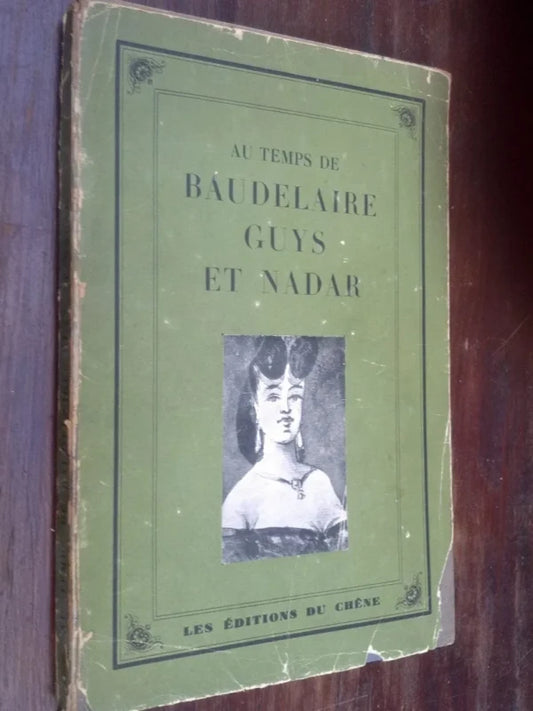 AU TEMPS DE
BAUDELAIRE
GUYS
ET NADAR
LES ÉDITIONS DU CHÊNE